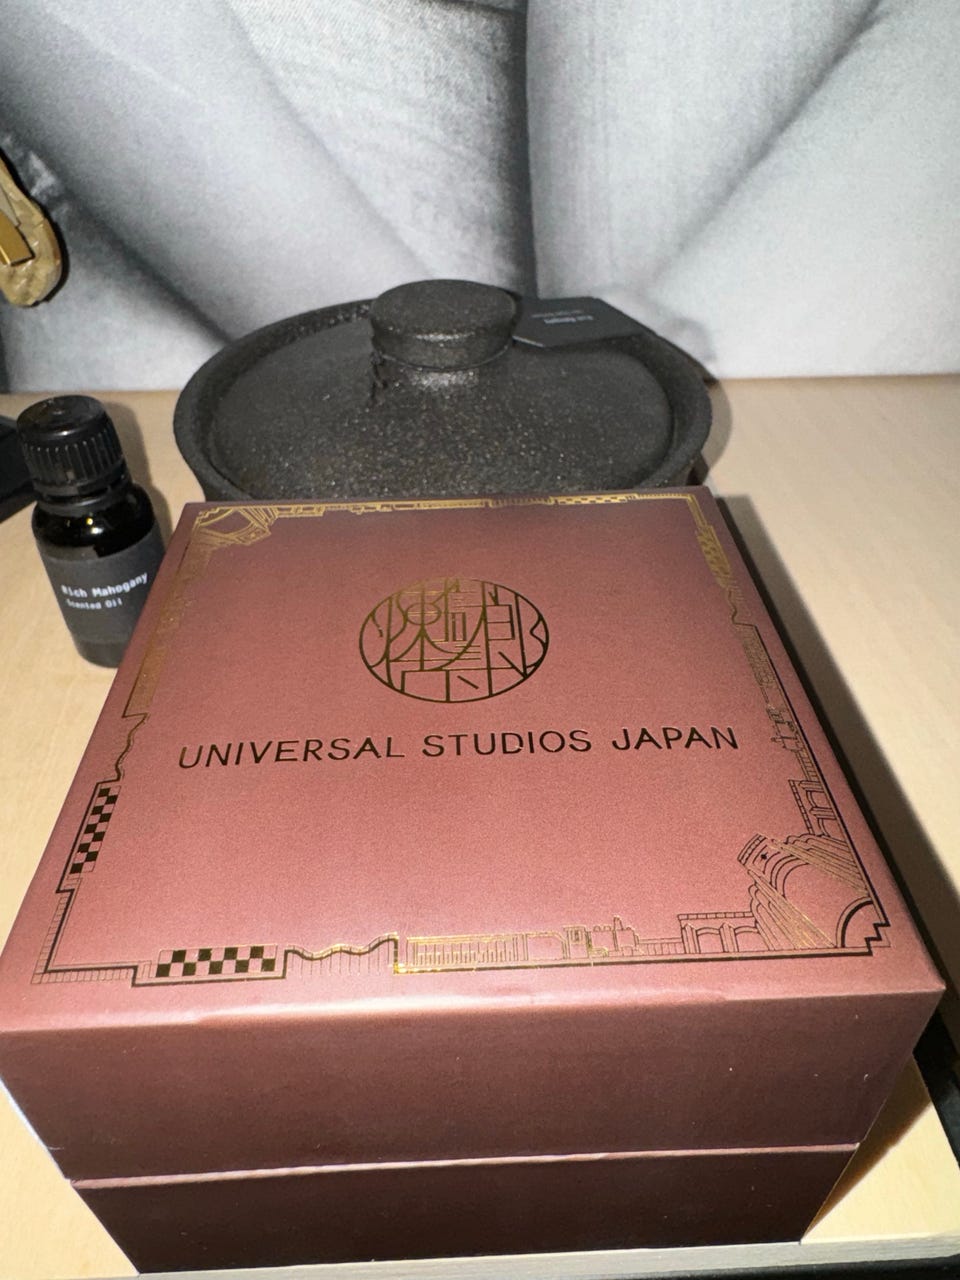 Rich Mahogany
Scented Oil
UNIVERSAL STUDIOS JAPAN